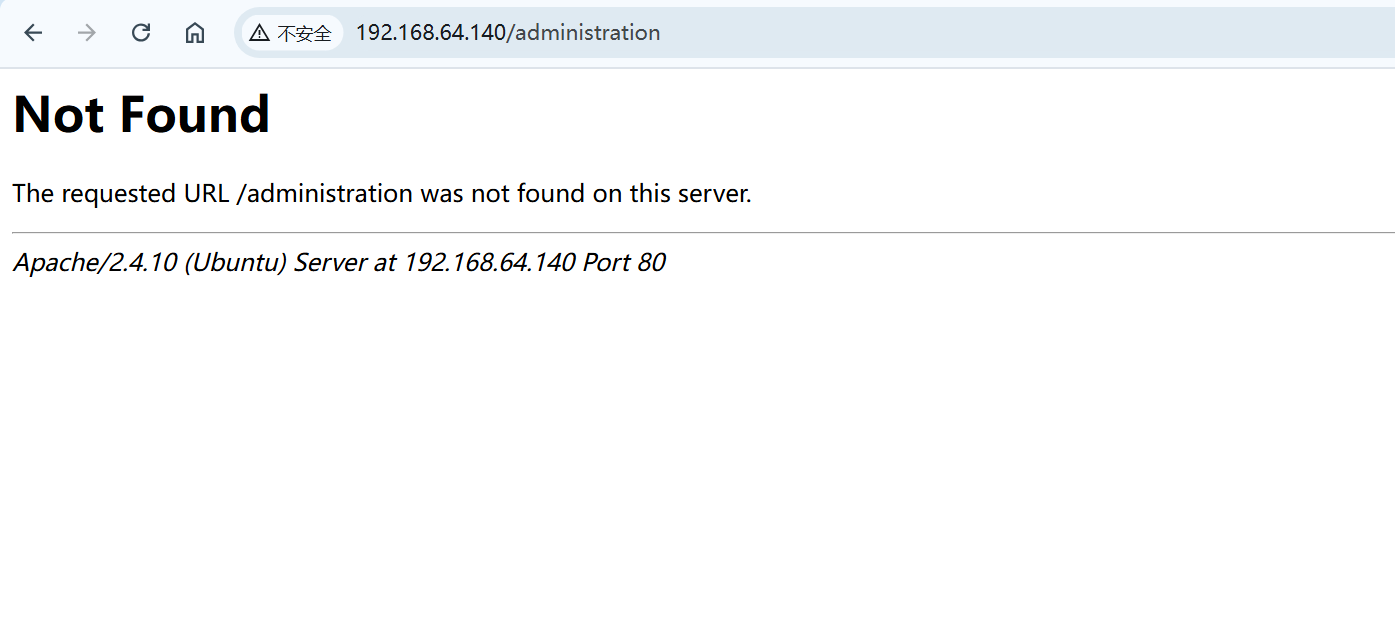 不安全 192.168.64.140/administration
Not Found
The requested URL /administration was not found on this server.
Apache/2.4.10 (Ubuntu) Server at 192.168.64.140 Port 80